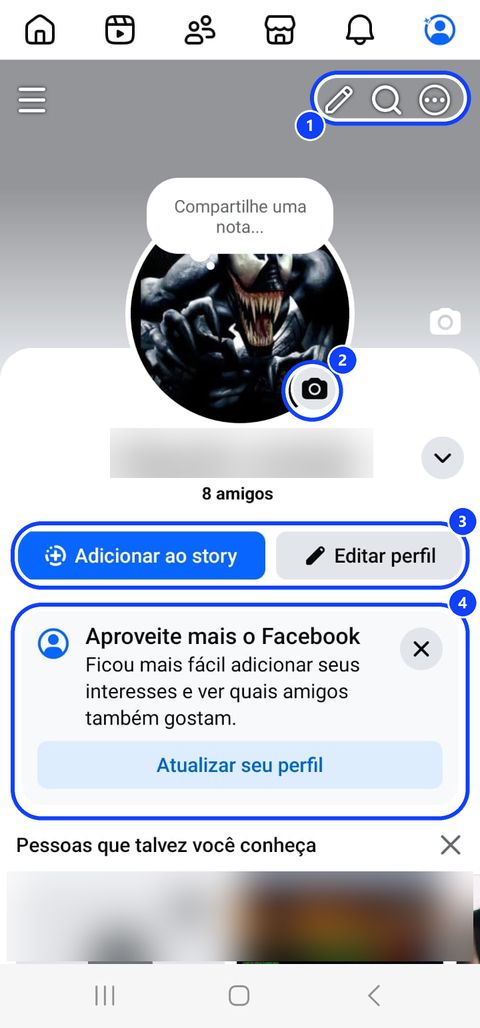 1
Compartilhe uma
nota...
2
8 amigos
3
Adicionar ao story
Editar perfil
4
Aproveite mais o Facebook
Ficou mais fácil adicionar seus
interesses e ver quais amigos
também gostam.
Atualizar seu perfil
Pessoas que talvez você conheça